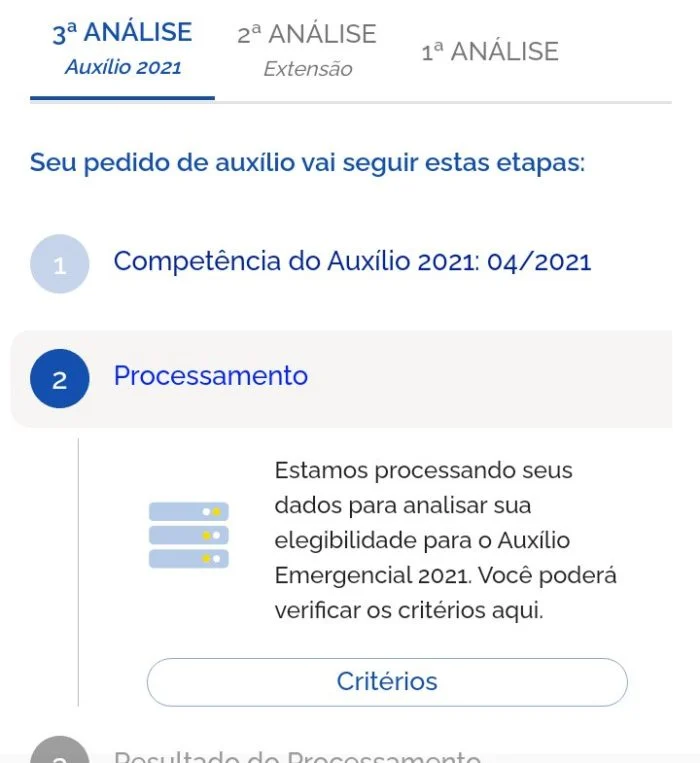 3ª ANÁLISE
Auxílio 2021
2ª ANÁLISE
Extensão
1ª ANÁLISE
Seu pedido de auxílio vai seguir estas etapas:
1
Competência do Auxílio 2021: 04/2021
2
Processamento
Estamos processando seus
dados para analisar sua
elegibilidade para o Auxílio
Emergencial 2021. Você poderá
verificar os critérios aqui.
Critérios
3
Resultado do Processamento